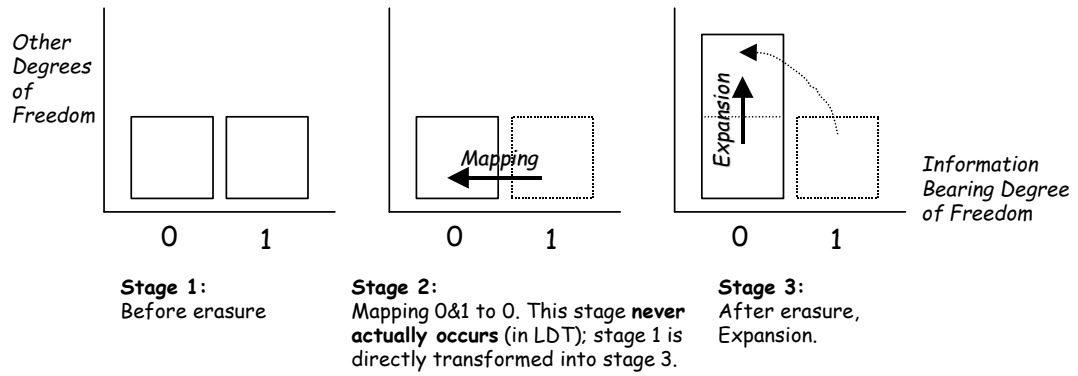 Other
Degrees
of
Freedom
0
1
Mapping
0
1
Expansion
0
1
Information
Bearing Degree
of Freedom
Stage 1:
Before erasure
Stage 2:
Mapping 0&1 to 0. This stage never
actually occurs (in LDT); stage 1 is
directly transformed into stage 3.
Stage 3:
After erasure,
Expansion.